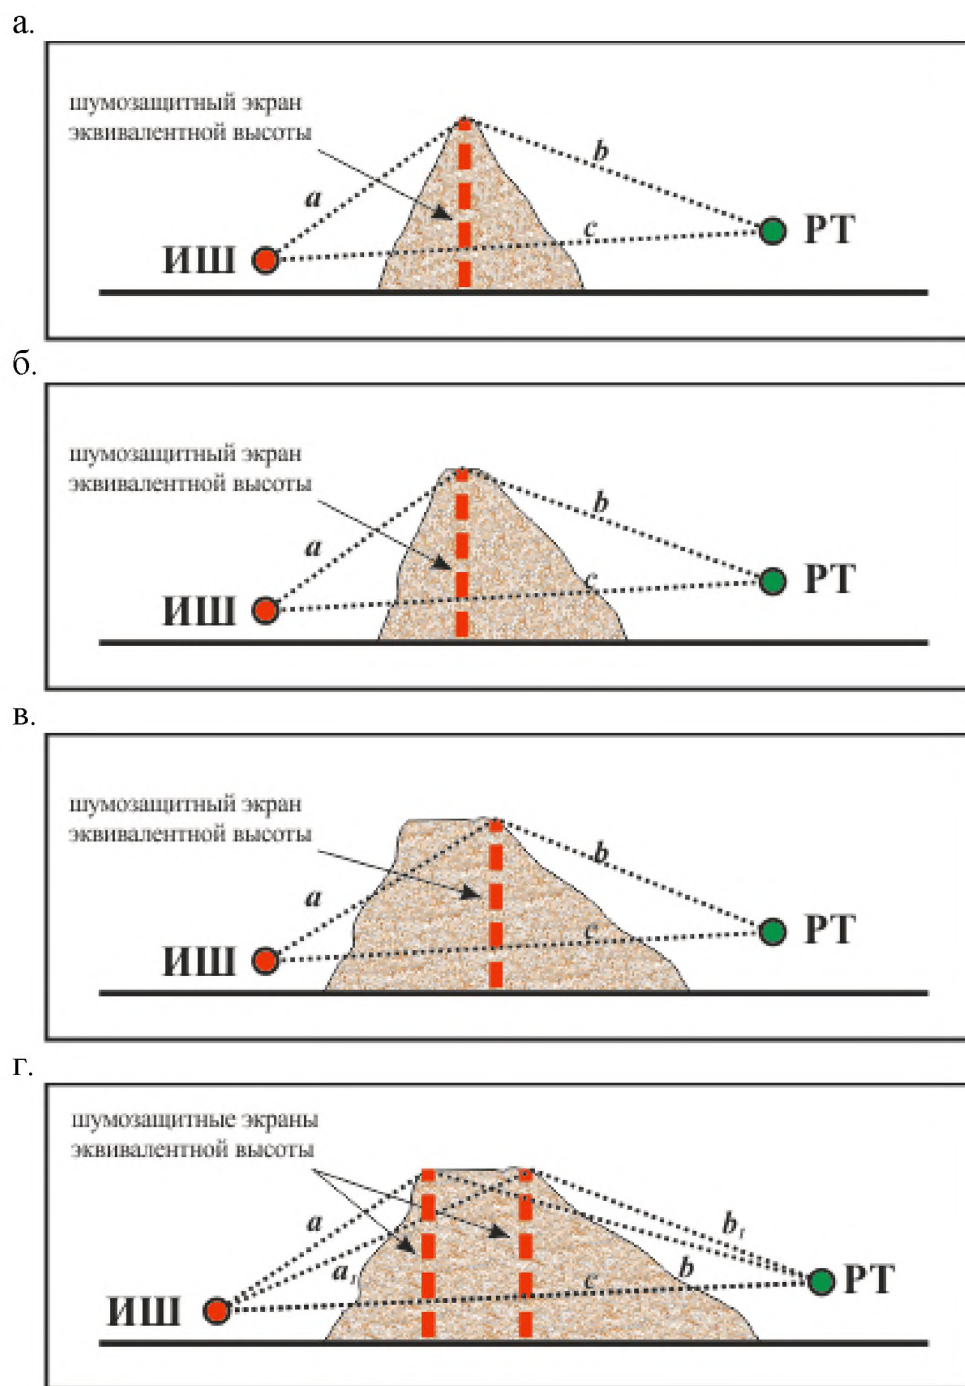 а.
шумозащитный экран
эквивалентной высоты
b
a
c
РТ
ИШ
б.
шумозащитный экран
эквивалентной высоты
b
a
c
РТ
ИШ
в.
шумозащитный экран
эквивалентной высоты
b
a
c
РТ
ИШ
г.
шумозащитные экраны
эквивалентной высоты
a
b₁
a₁
c
b
РТ
ИШ